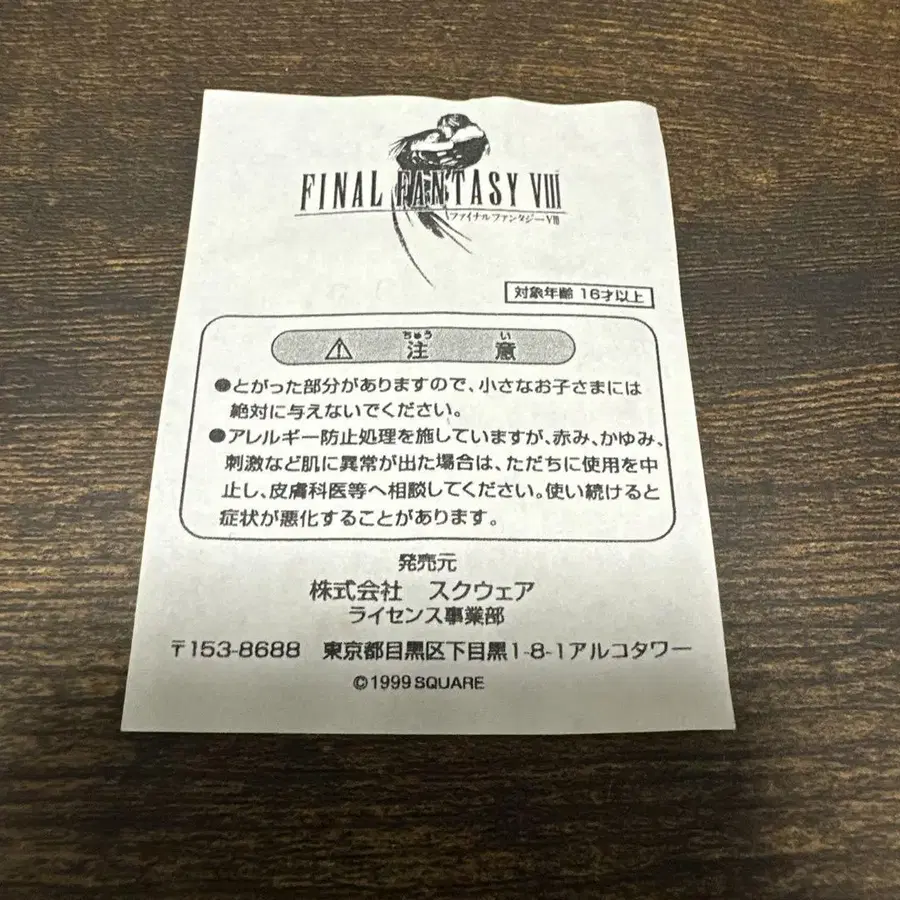 FINAL FANTASY VIII
ファイナルファンタジーVIII
対象年齢 16才以上
ちゅう い
⚠ 注 意
●とがった部分がありますので、小さなお子さまには
絶対に与えないでください。
●アレルギー防止処理を施していますが、赤み、かゆみ、
刺激など肌に異常が出た場合は、ただちに使用を中
止し、皮膚科医等へ相談してください。使い続けると
症状が悪化することがあります。
発売元
株式会社 スクウェア
ライセンス事業部
〒153-8688 東京都目黒区下目黒1-8-1アルコタワー
©1999 SQUARE